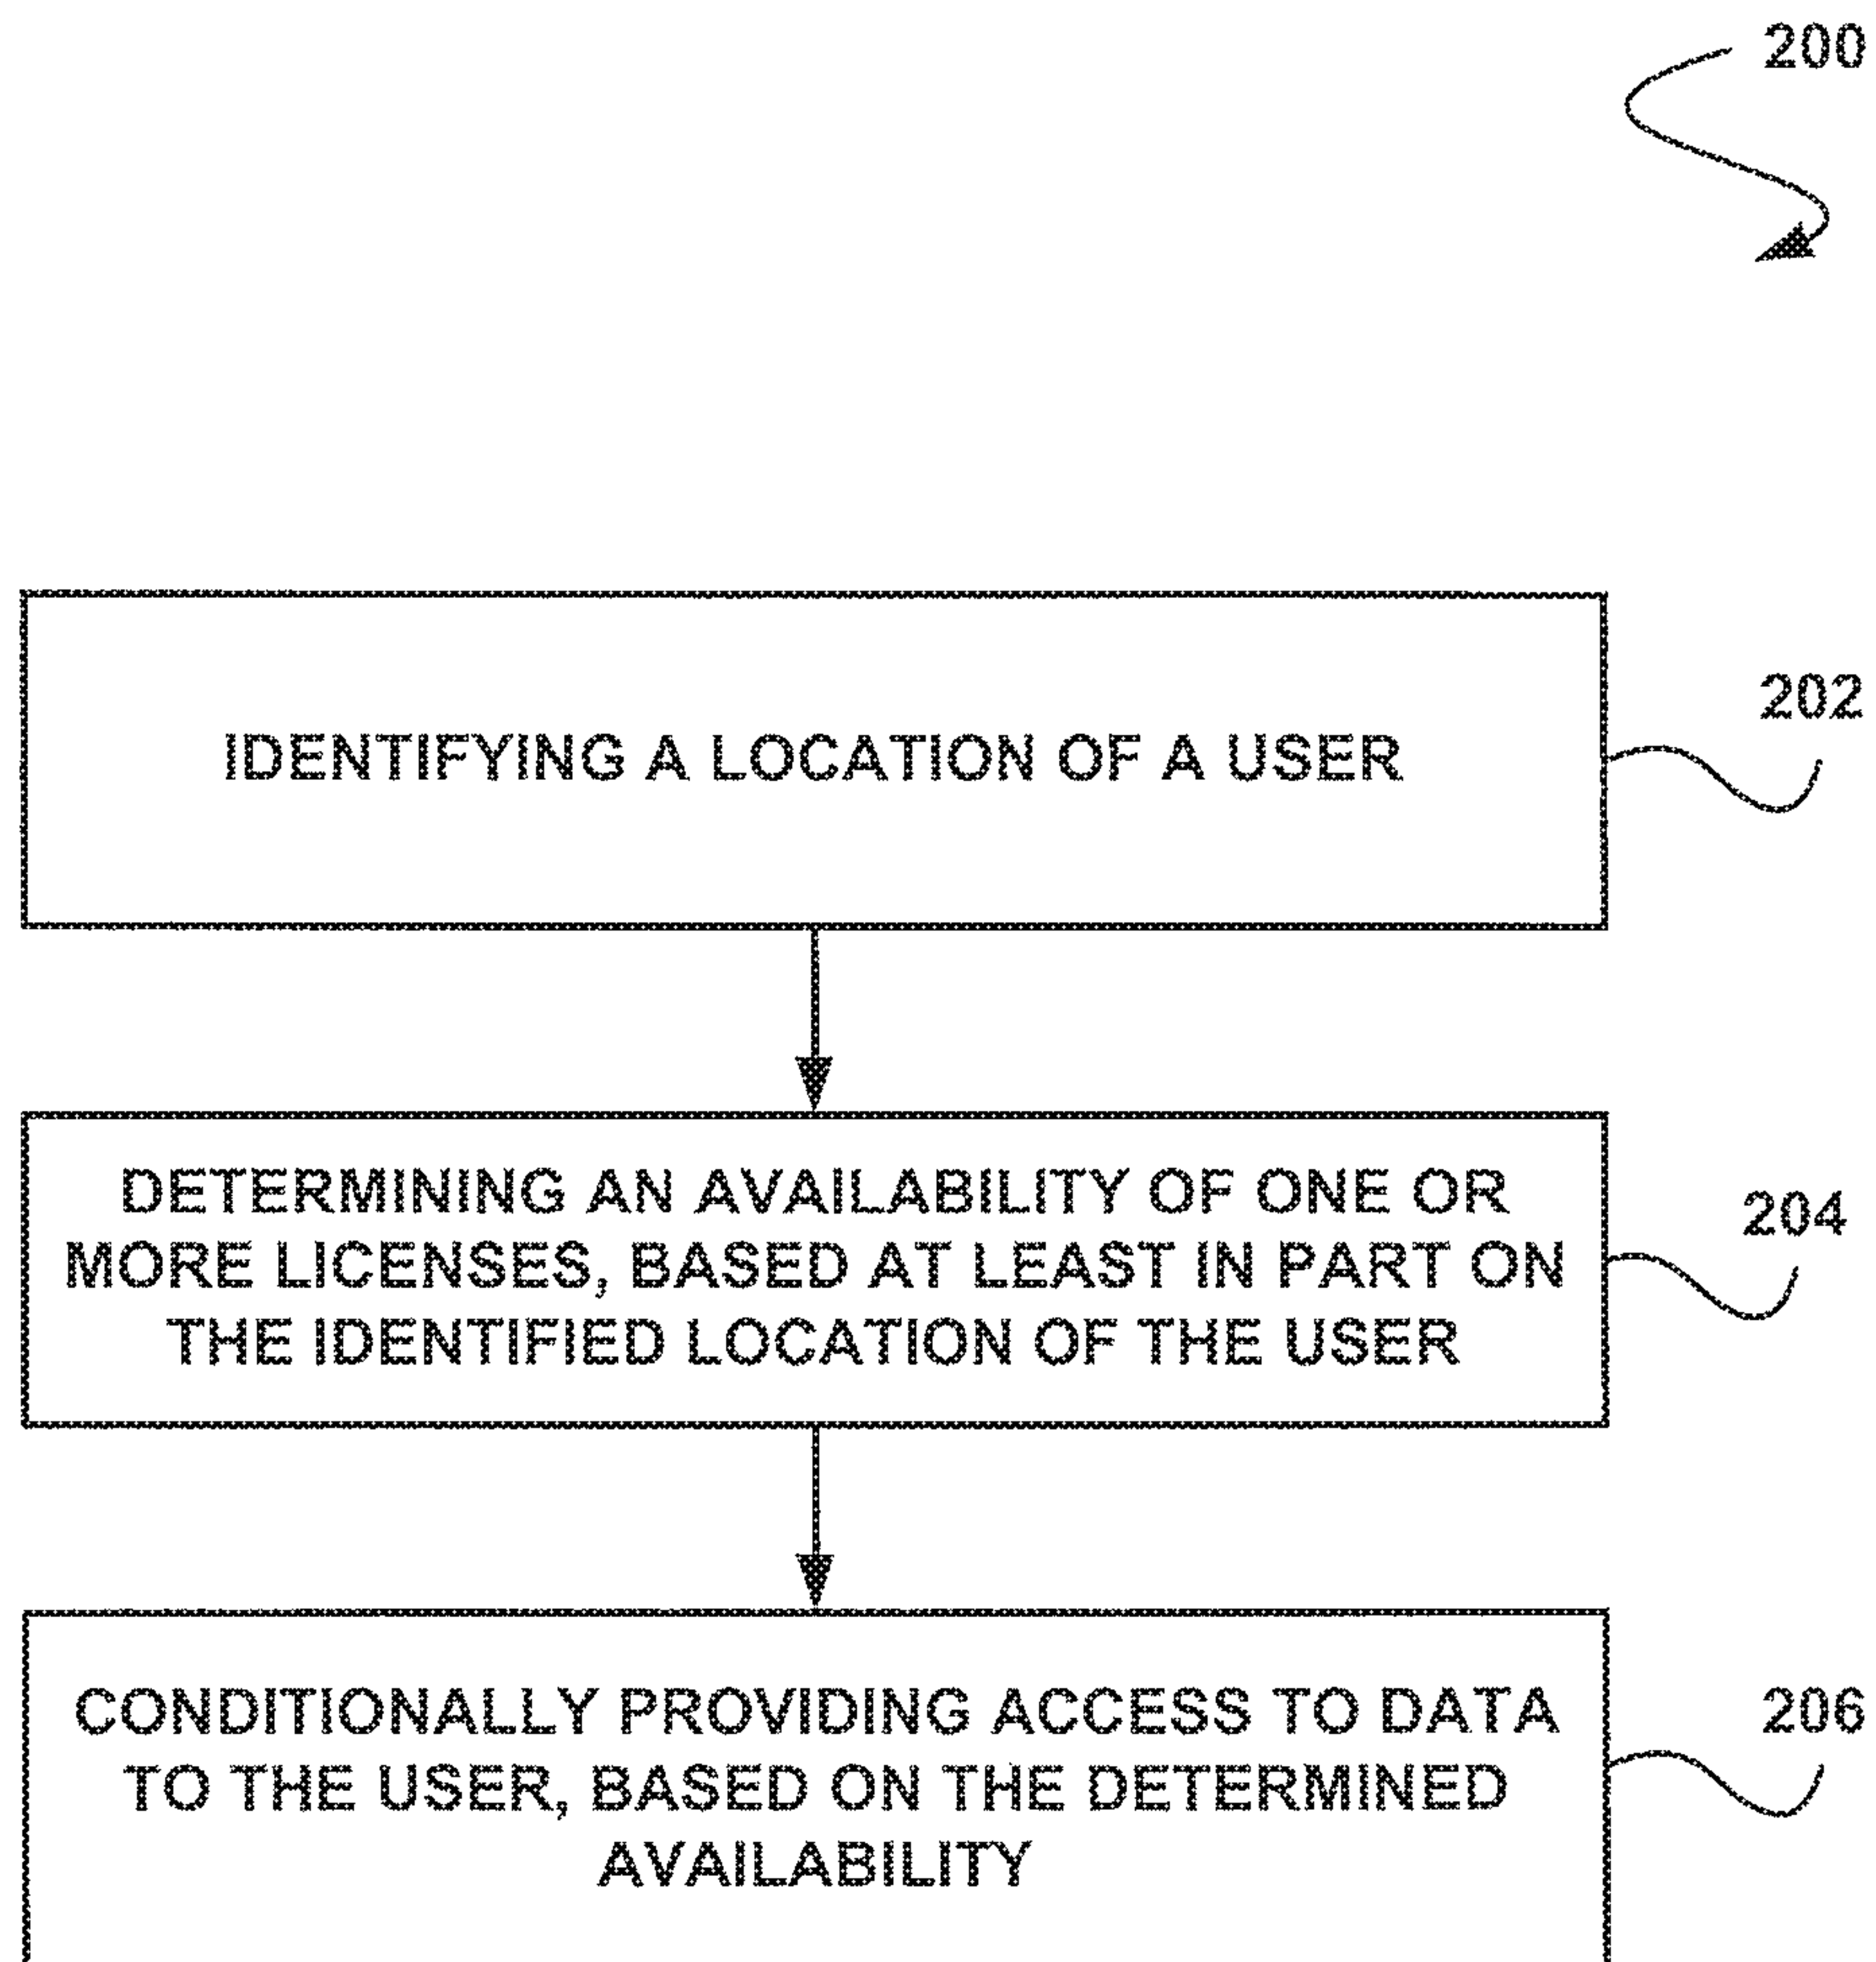 200
IDENTIFYING A LOCATION OF A USER
202
DETERMINING AN AVAILABILITY OF ONE OR
MORE LICENSES, BASED AT LEAST IN PART ON
THE IDENTIFIED LOCATION OF THE USER
204
CONDITIONALLY PROVIDING ACCESS TO DATA
TO THE USER, BASED ON THE DETERMINED
AVAILABILITY
206